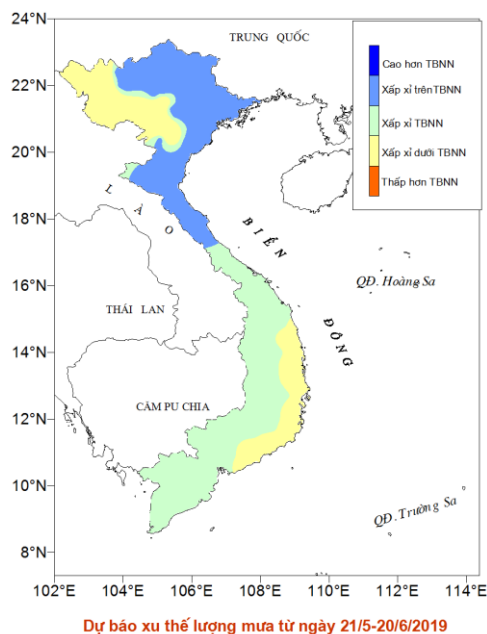 24°N
TRUNG QUỐC
Cao hơn TBNN
Xấp xỉ trên TBNN
Xấp xỉ TBNN
Xấp xỉ dưới TBNN
Thấp hơn TBNN
22°N
20°N
LÀO
18°N
BIÊN ĐÔNG
16°N
QĐ. Hoàng Sa
THÁI LAN
14°N
CĂM PU CHIA
12°N
10°N
QĐ. Trường Sa
8°N
102°E
104°E
106°E
108°E
110°E
112°E
114°E
Dự báo xu thế lượng mưa từ ngày 21/5-20/6/2019